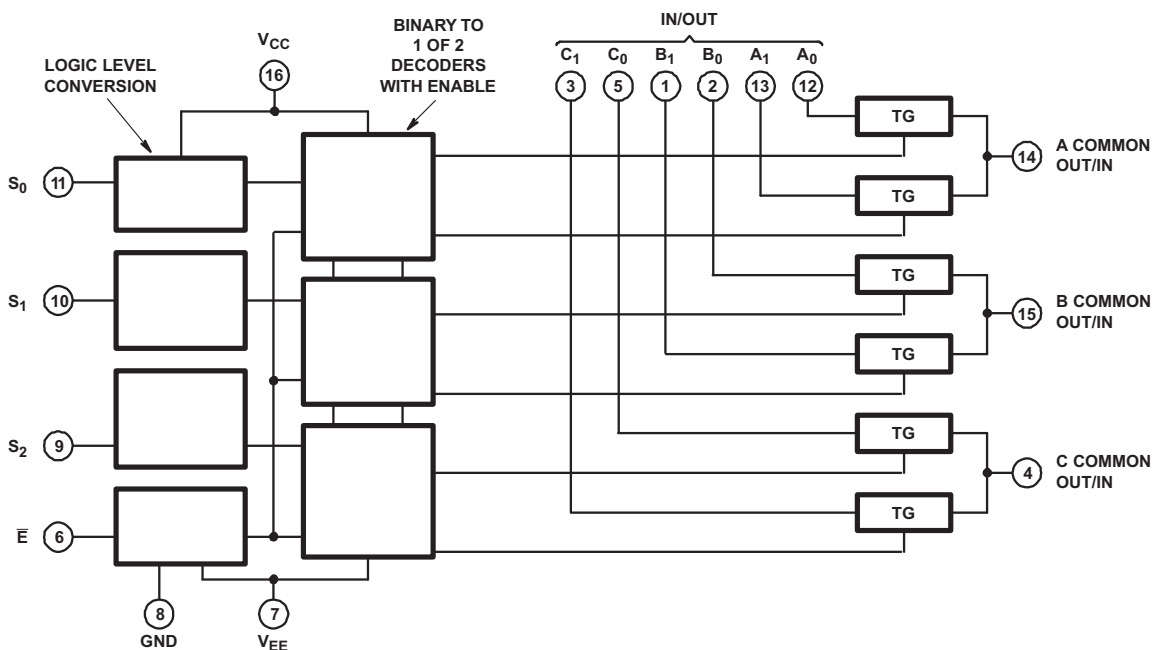 IN/OUT
BINARY TO
1 OF 2
DECODERS
WITH ENABLE
VCC
LOGIC LEVEL
CONVERSION
C1 C0 B1 B0 A1 A0
16
3 5 1 2 13 12
TG
14 A COMMON
OUT/IN
S0 11
TG
TG
S1 10
15 B COMMON
OUT/IN
TG
TG
S2 9
4 C COMMON
OUT/IN
TG
E̅ 6
8
7
GND
VEE